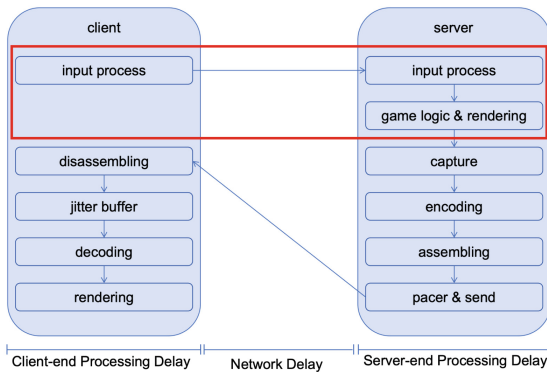 client
server
input process
input process
game logic & rendering
disassembling
capture
jitter buffer
encoding
decoding
assembling
rendering
pacer & send
Client-end Processing Delay
Network Delay
Server-end Processing Delay